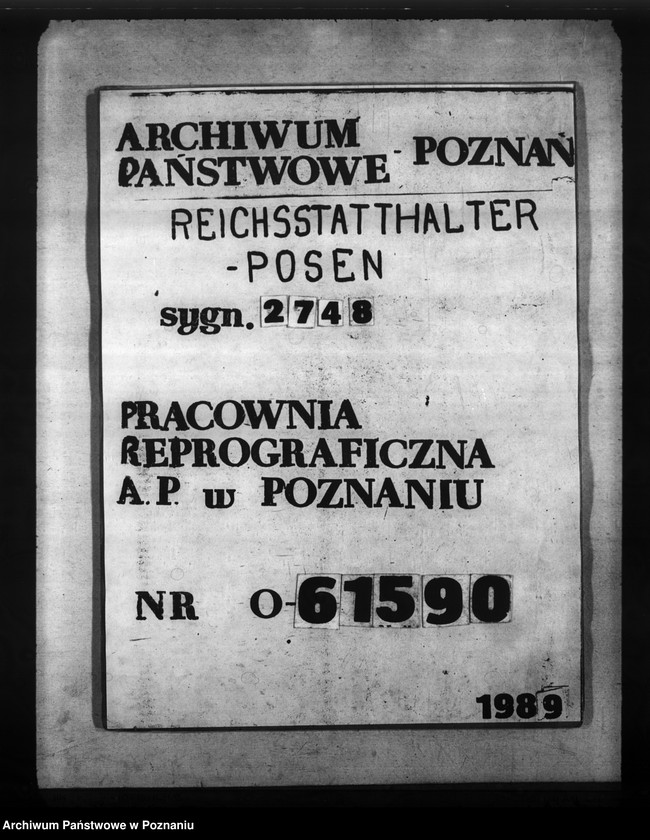 ARCHIWUM
PAŃSTWOWE - POZNAŃ
REICHSSTATTHALTER
-POSEN
sygn. 2748
PRACOWNIA
REPROGRAFICZNA
A.P. w POZNANIU
NR O-61590
1989
Archiwum Państwowe w Poznaniu